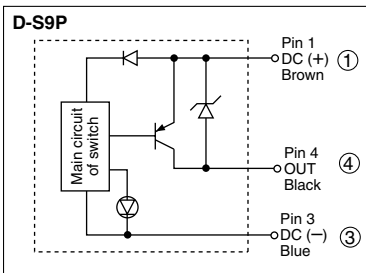 D-S9P
Main circuit
of switch
Pin 1
DC (+) ①
Brown
Pin 4
OUT ④
Black
Pin 3
DC (−) ③
Blue